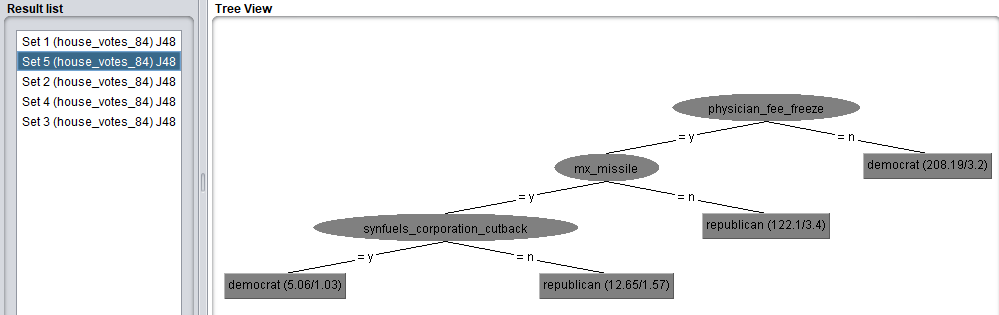 Result list
Set 1 (house_votes_84) J48
Set 5 (house_votes_84) J48
Set 2 (house_votes_84) J48
Set 4 (house_votes_84) J48
Set 3 (house_votes_84) J48
Tree View
physician_fee_freeze
= y
= n
mx_missile
democrat (208.19/3.2)
= y
= n
synfuels_corporation_cutback
republican (122.1/3.4)
= y
= n
democrat (5.06/1.03)
republican (12.65/1.57)